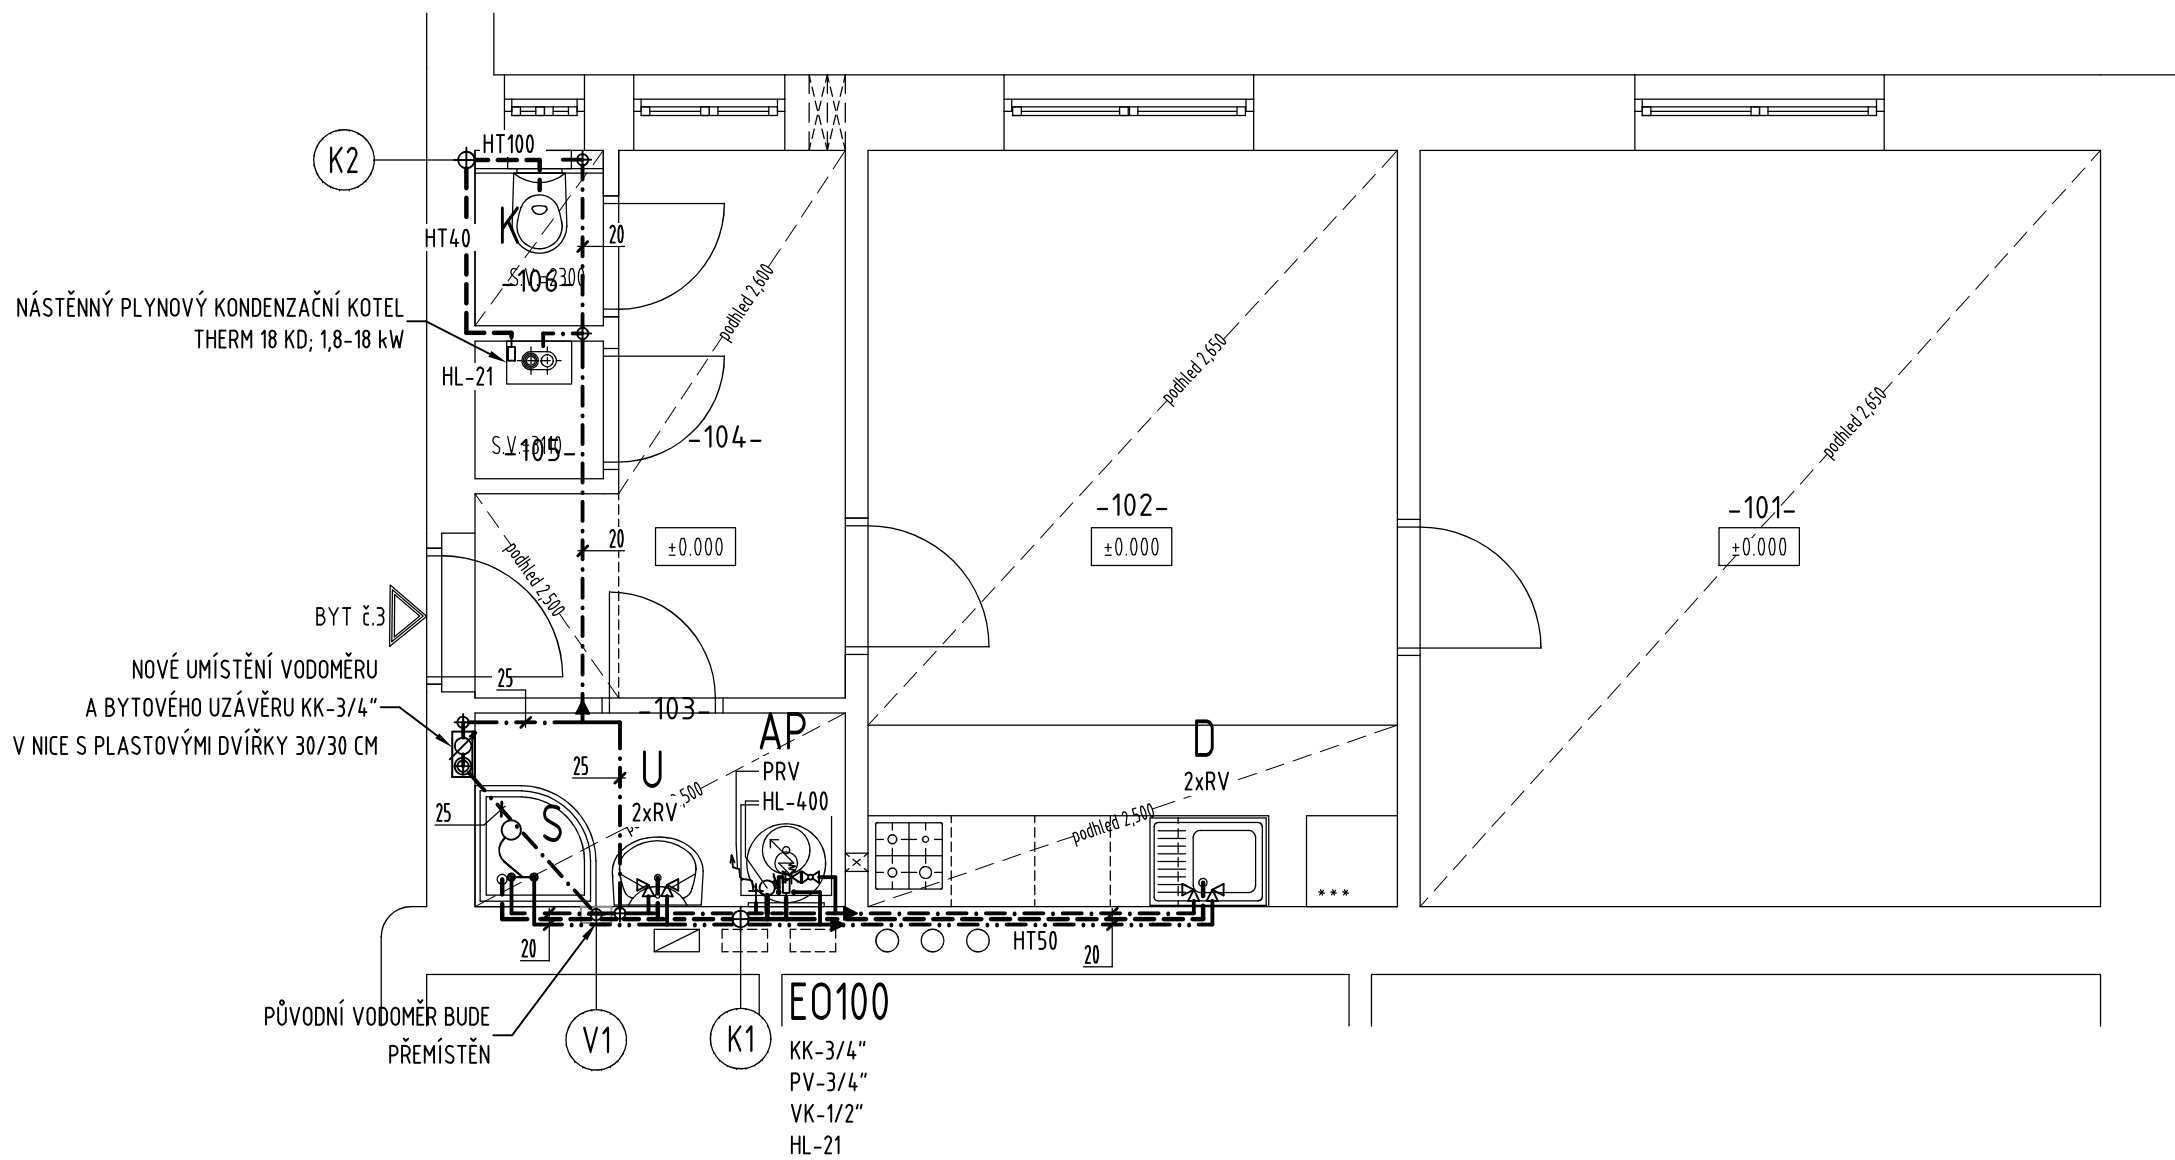 HT100
K2
K
HT40
20
S.V.=2300
-106-
NÁSTĚNNÝ PLYNOVÝ KONDENZAČNÍ KOTEL
THERM 18 KD; 1,8-18 kW
HL-21
podhled 2,600
podhled 2,650
podhled 2,650
-104-
-105-
-102-
±0.000
-101-
±0.000
±0.000
20
podhled 2,500
BYT č.3
NOVÉ UMÍSTĚNÍ VODOMĚRU
A BYTOVÉHO UZÁVĚRU KK-3/4"
V NICE S PLASTOVÝMI DVÍŘKY 30/30 CM
25
-103-
AP
PRV
HL-400
U
25
2xRV
D
2xRV
25
S
podhled 2,500
***
20
HT50
20
PŮVODNÍ VODOMĚR BUDE
PŘEMÍSTĚN
V1
K1
EO100
KK-3/4"
PV-3/4"
VK-1/2"
HL-21